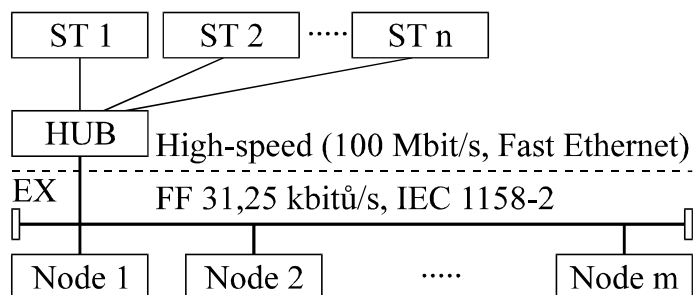 ST 1 ST 2 ..... ST n
HUB
High-speed (100 Mbit/s, Fast Ethernet)
EX
FF 31,25 kbitů/s, IEC 1158-2
Node 1 Node 2 ..... Node m